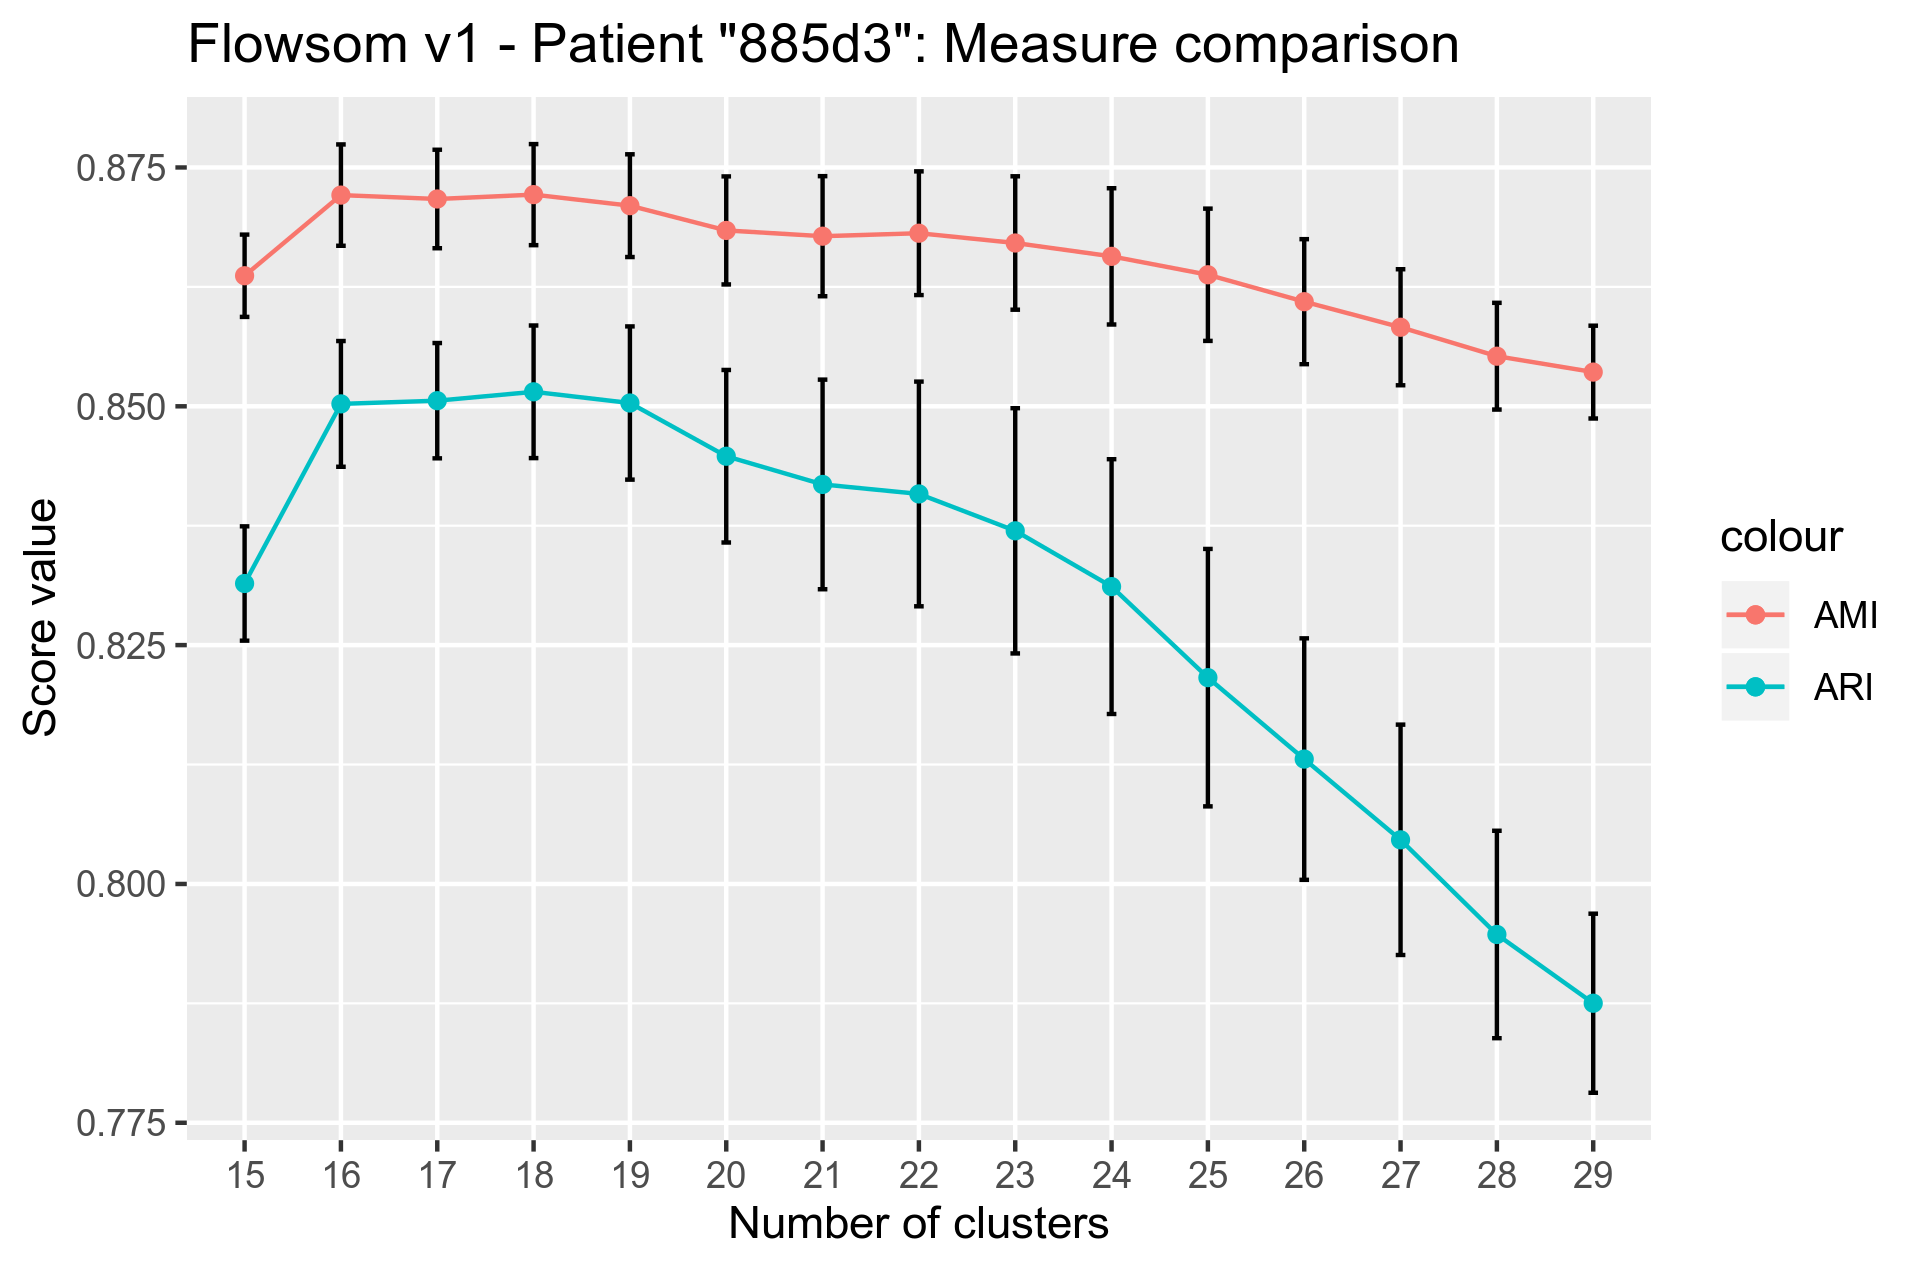 Flowsom v1 - Patient "885d3": Measure comparison
0.875
0.850
0.825
0.800
0.775
Score value
15 16 17 18 19 20 21 22 23 24 25 26 27 28 29
Number of clusters
colour
AMI
ARI